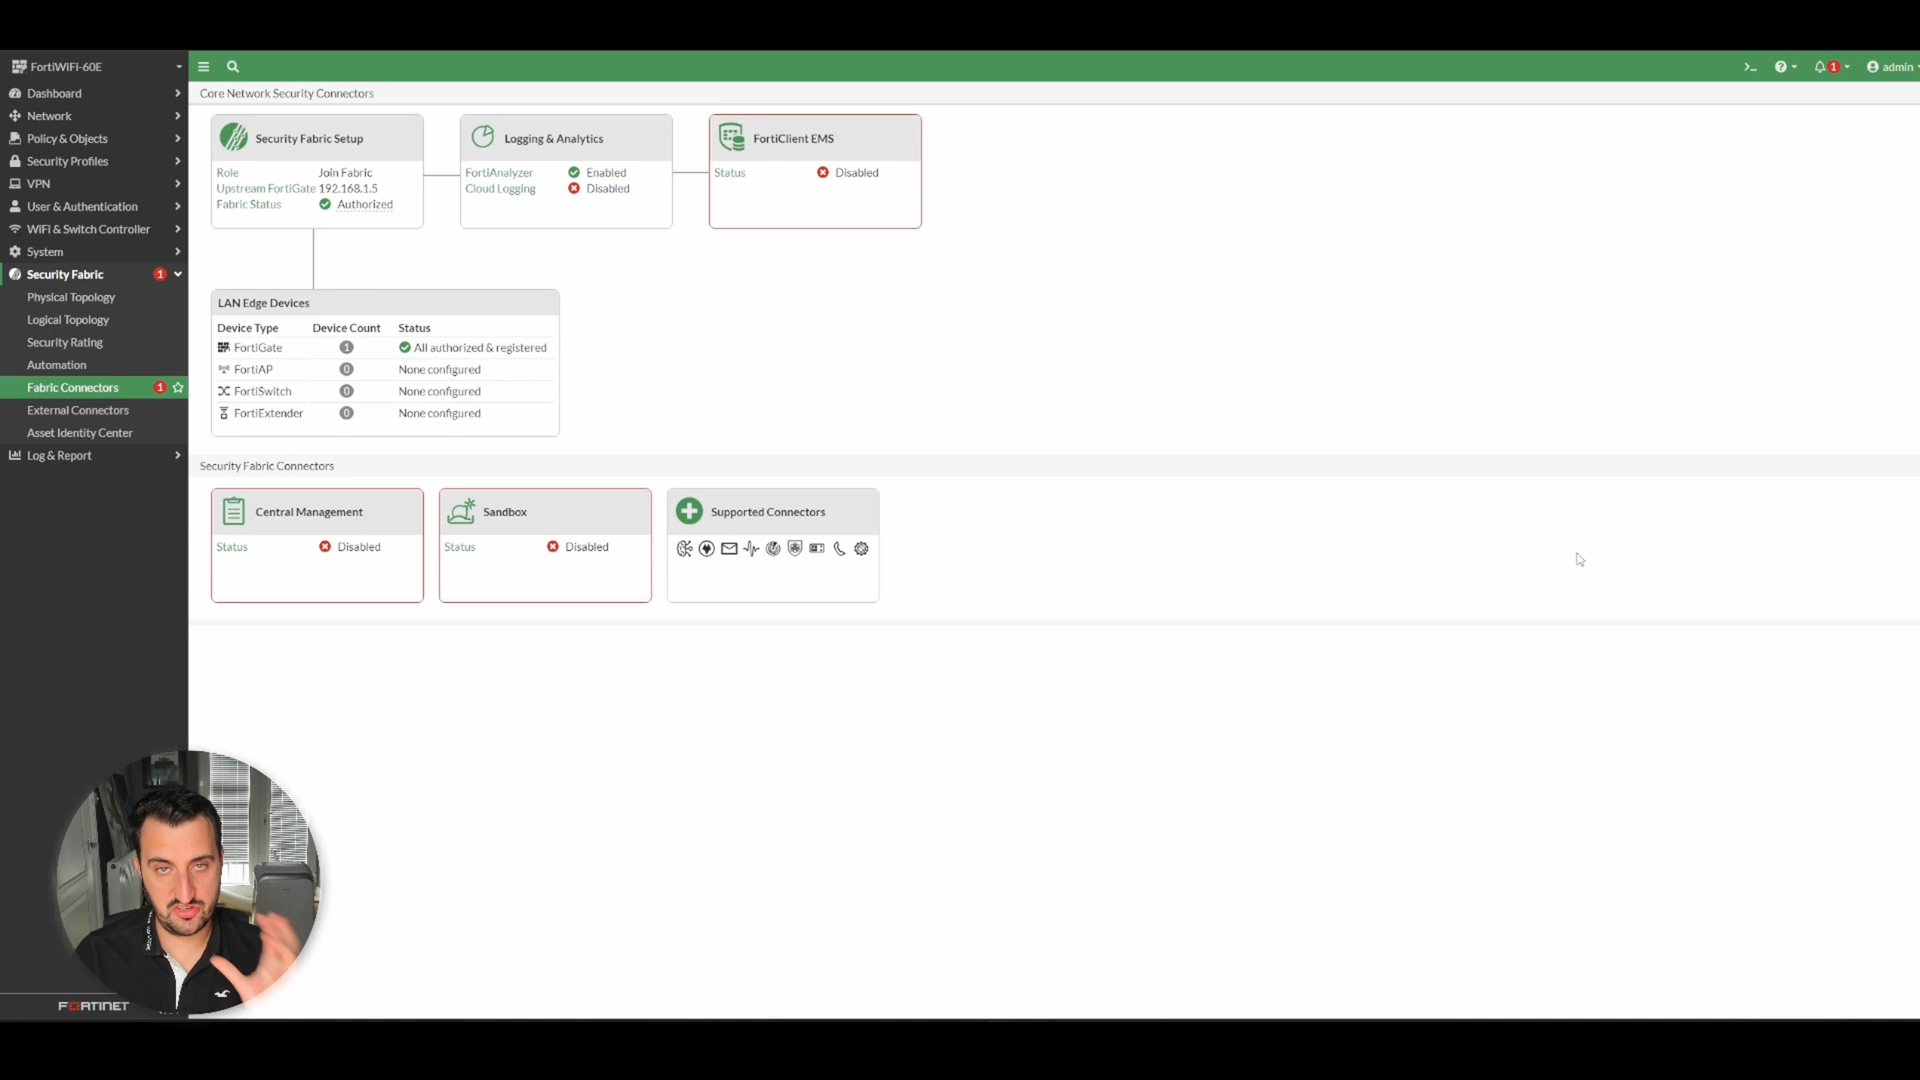 FortiWiFi-60E
Dashboard
Network
Policy & Objects
Security Profiles
VPN
User & Authentication
WiFi & Switch Controller
System
Security Fabric 1
Physical Topology
Logical Topology
Security Rating
Automation
Fabric Connectors 1
External Connectors
Asset Identity Center
Log & Report
FORTINET
>_ ? 1 admin
Core Network Security Connectors
Security Fabric Setup
Role Join Fabric
Upstream FortiGate 192.168.1.5
Fabric Status Authorized
Logging & Analytics
FortiAnalyzer Enabled
Cloud Logging Disabled
FortiClient EMS
Status Disabled
LAN Edge Devices
Device Type Device Count Status
FortiGate 1 All authorized & registered
FortiAP 0 None configured
FortiSwitch 0 None configured
FortiExtender 0 None configured
Security Fabric Connectors
Central Management
Status Disabled
Sandbox
Status Disabled
Supported Connectors